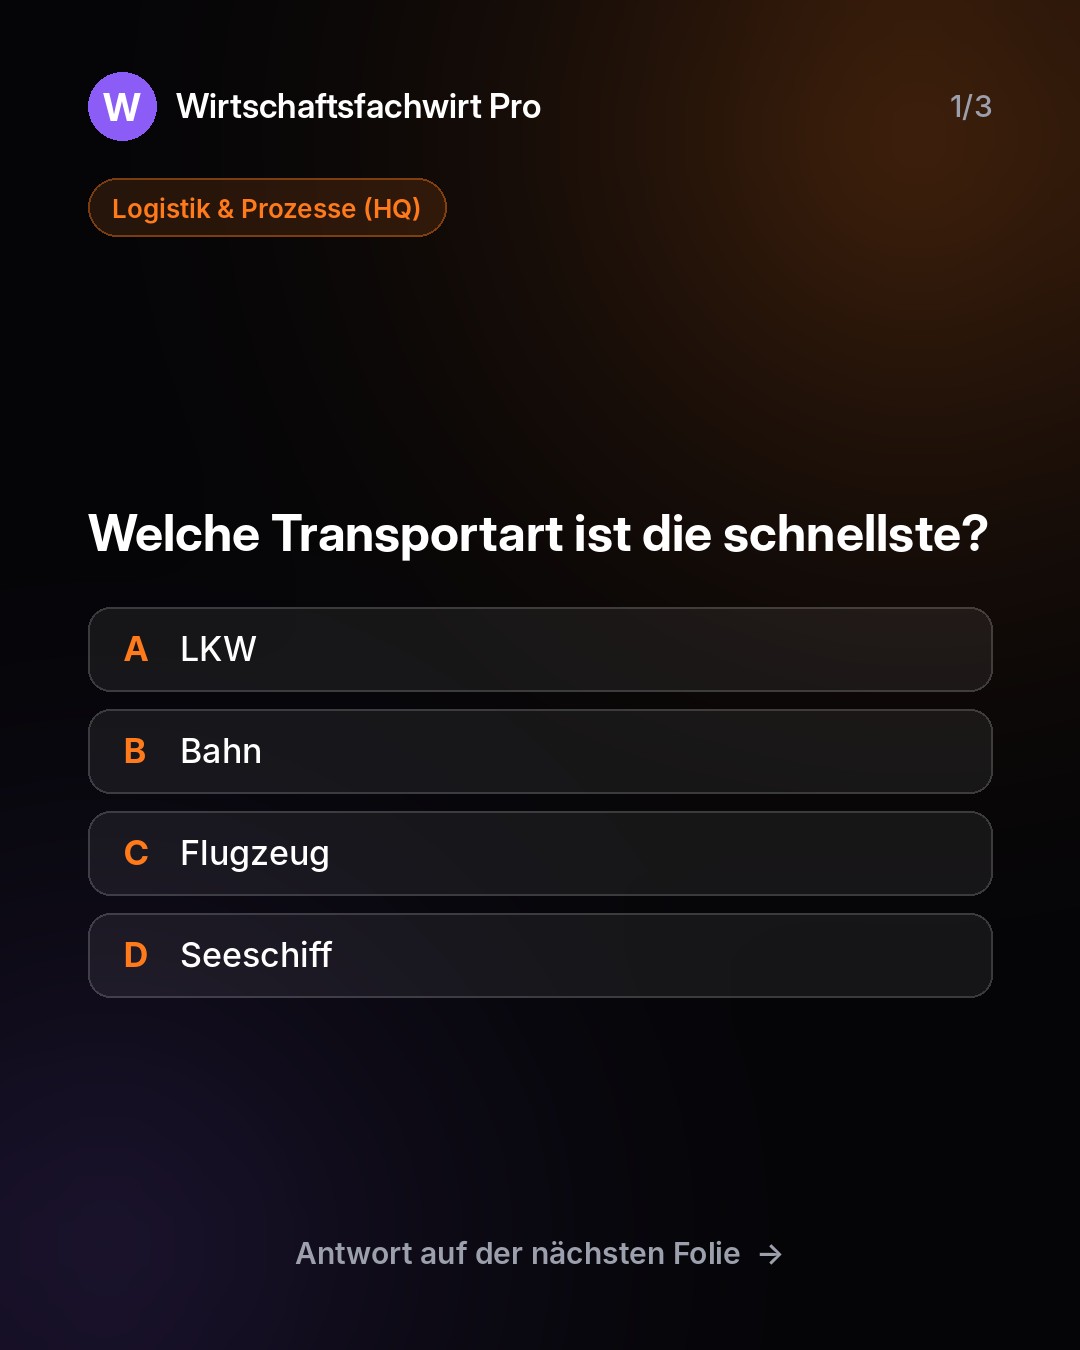 W Wirtschaftsfachwirt Pro 1/3
Logistik & Prozesse (HQ)
Welche Transportart ist die schnellste?
A LKW
B Bahn
C Flugzeug
D Seeschiff
Antwort auf der nächsten Folie →